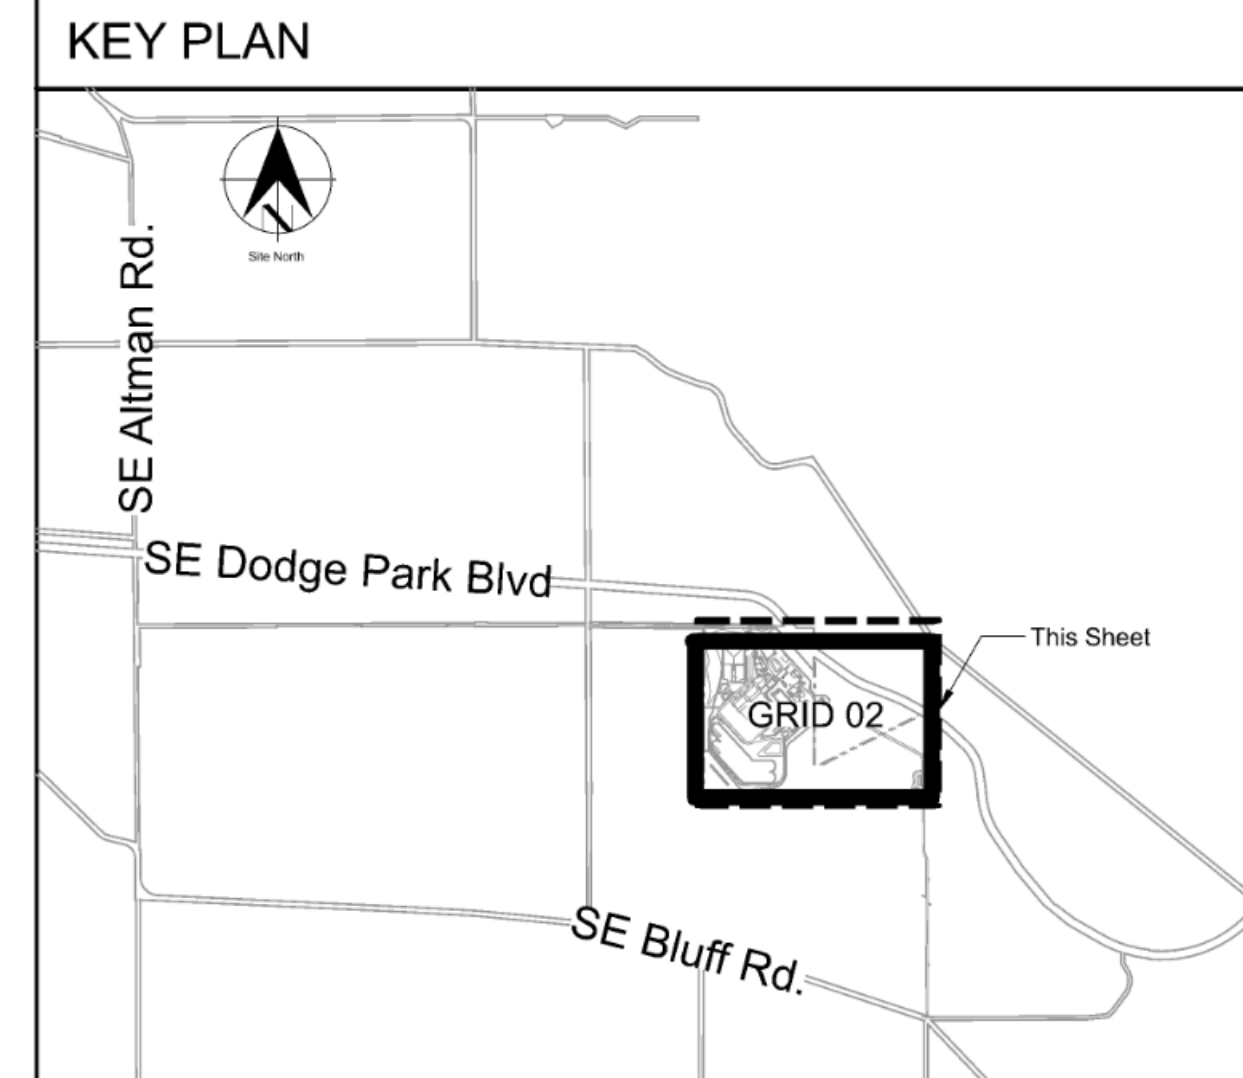 KEY PLAN
N
Site North
SE Altman Rd.
SE Dodge Park Blvd
This Sheet
GRID 02
SE Bluff Rd.